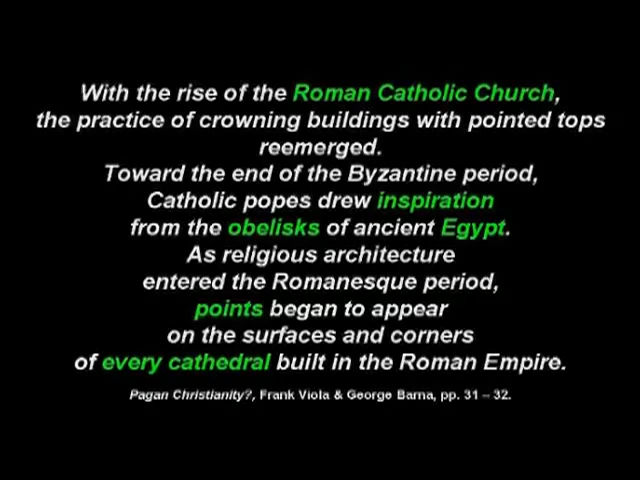 With the rise of the Roman Catholic Church,
the practice of crowning buildings with pointed tops
reemerged.
Toward the end of the Byzantine period,
Catholic popes drew inspiration
from the obelisks of ancient Egypt.
As religious architecture
entered the Romanesque period,
points began to appear
on the surfaces and corners
of every cathedral built in the Roman Empire.
Pagan Christianity?, Frank Viola & George Barna, pp. 31 – 32.